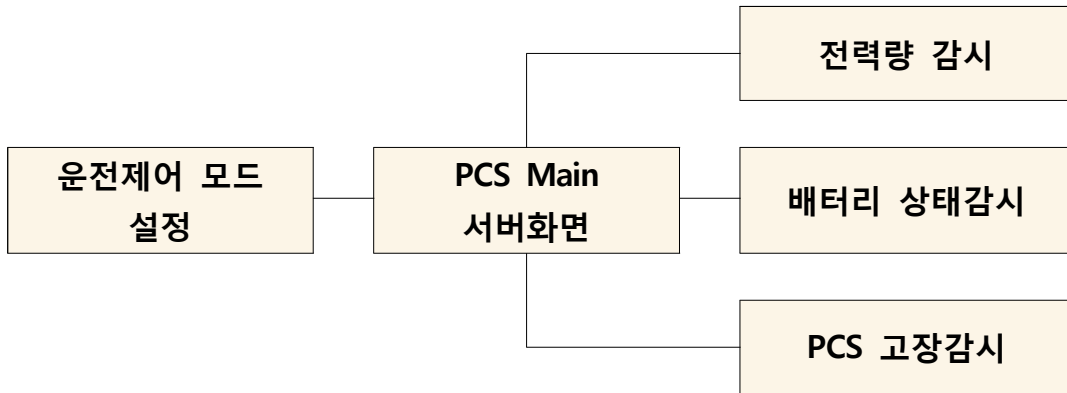 전력량 감시
운전제어 모드
설정
PCS Main
서버화면
배터리 상태감시
PCS 고장감시